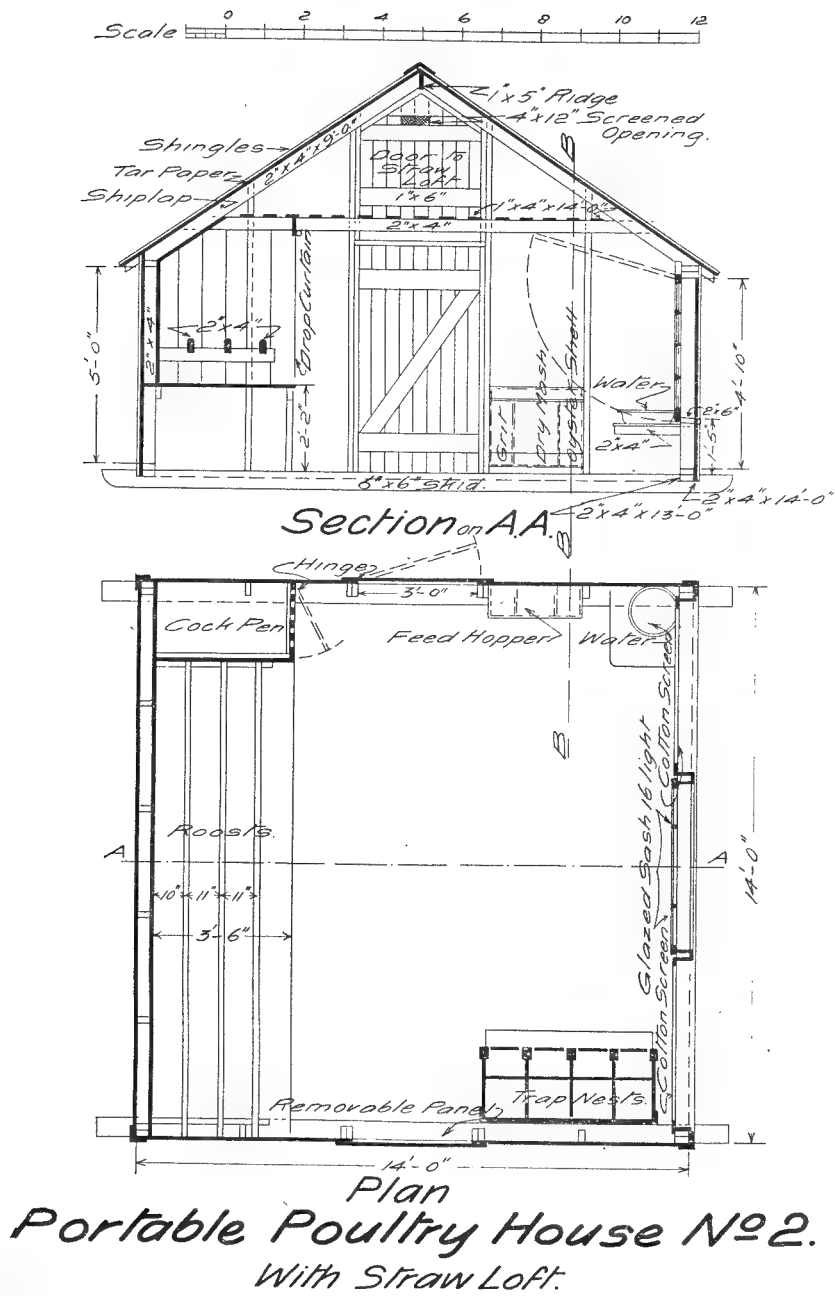 Scale 0 2 4 6 8 10 12
1"x5" Ridge
4"x12" Screened
Opening.
Shingles
2"x4"x9'-0"
Tar Paper
Shiplap
Door to
Straw
Loft
1"x6"
1"x4"x14'-0"
2"x4"
B
5'-0"
2"x4"
2"x4"
Drop Curtain
2'-2"
Grit
Dry Mash
Oyster Shell
Water
2"x6"
2"x4"
1'-5"
4'-10"
6"x6" Skid.
2"x4"x14'-0"
2"x4"x13'-0"
Section on A.A.
B
Hinge
3'-0"
B
Cock Pen
Feed Hopper
Water
Cotton Screen
B
Glazed Sash 16 light
Roosts.
A
A
14'-0"
10" 11" 11"
3'-6"
Cotton Screen
Removable Panel
Trap Nests.
14'-0"
Plan
Portable Poultry House No 2.
With Straw Loft.